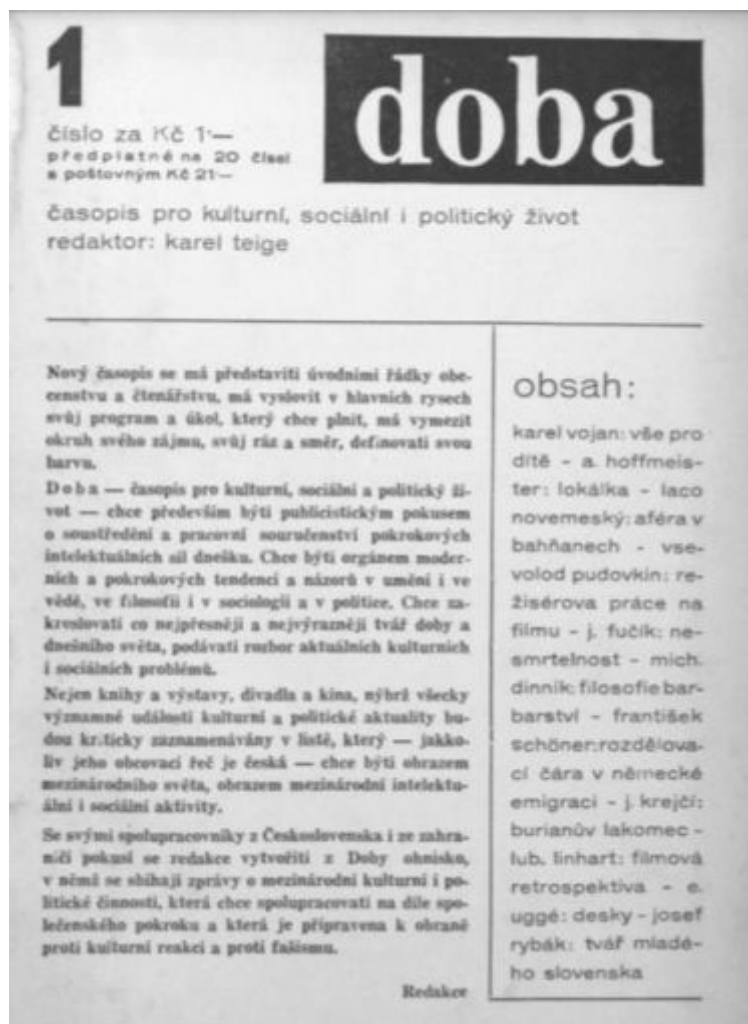 1
doba
číslo za Kč 1·—
předplatné na 20 čísel
s poštovným Kč 21—
časopis pro kulturní, sociální i politický život
redaktor: karel teige
Nový časopis se má představiti úvodními řádky obe-
censtvu a čtenářstvu, má vysloviti v hlavních rysech
svůj program a úkol, který chce plnit, má vymezit
okruh svého zájmu, svůj ráz a směr, definovati svou
barvu.
Doba — časopis pro kulturní, sociální a politický ži-
vot — chce především býti publicistickým pokusem
o soustředění a pracovní souručenství pokrokových
intelektuálních sil dneška. Chce býti orgánem moder-
ních a pokrokových tendencí a názorů v umění i ve
vědě, ve filosofii i v sociologii a v politice. Chce za-
kreslovati co nejpřesněji a nejvýrazněji tvář doby a
dnešního světa, podávati rozbor aktuálních kulturních
i sociálních problémů.
Nejen knihy a výstavy, divadla a kina, nýbrž všecky
významné události kulturní a politické aktuality bu-
dou kriticky zaznamenávány v listě, který — jakko-
liv jeho obcovací řeč je česká — chce býti obrazem
mezinárodního světa, obrazem mezinárodní intelektu-
ální i sociální aktivity.
Se svými spolupracovníky z Československa i ze zahra-
ničí pokusí se redakce vytvořiti z Doby ohnisko,
v němž se sbíhají zprávy o mezinárodní kulturní i po-
litické činnosti, která chce spolupracovati na díle spo-
lečenského pokroku a která je připravena k obraně
proti kulturní reakci a proti fašismu.
Redakce
obsah:
karel vojan: vše pro
dítě - a. hoffmeis-
ter: lokálka - laco
novomeský: aféra v
bahňanech - vse-
volod pudovkin: re-
žisérova práce na
filmu - j. fučík: ne-
smrtelnost - mich.
dinnik: filosofie bar-
barství - františek
schöner: rozdělova-
cí čára v německé
emigraci - j. krejčí:
burianův lakomec -
lub. linhart: filmová
retrospektiva - e.
uggé: desky - josef
rybák: tvář mladé-
ho slovenska